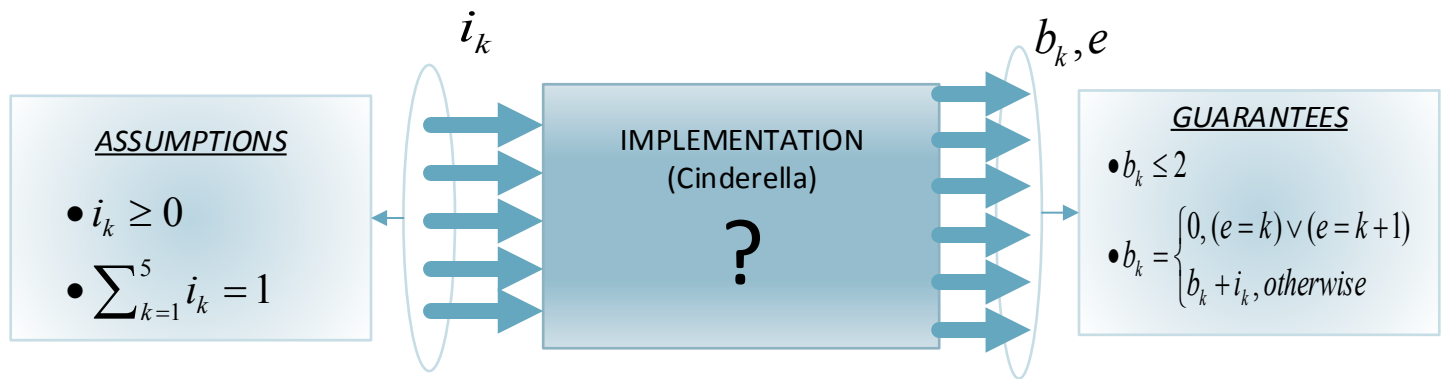 i_k
b_k, e
ASSUMPTIONS
• i_k ≥ 0
• ∑_{k=1}^{5} i_k = 1
IMPLEMENTATION
(Cinderella)
?
GUARANTEES
• b_k ≤ 2
• b_k = { 0, (e = k) ∨ (e = k + 1)
b_k + i_k, otherwise